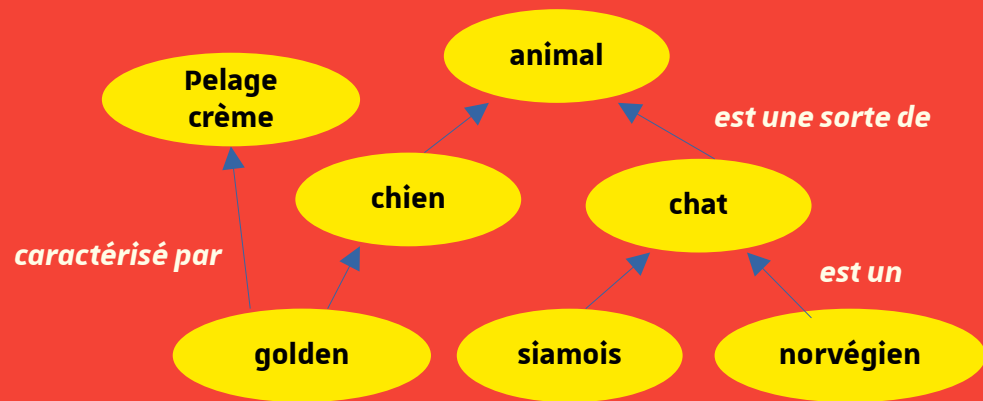 animal
Pelage
crème
est une sorte de
chien
chat
caractérisé par
est un
golden
siamois
norvégien